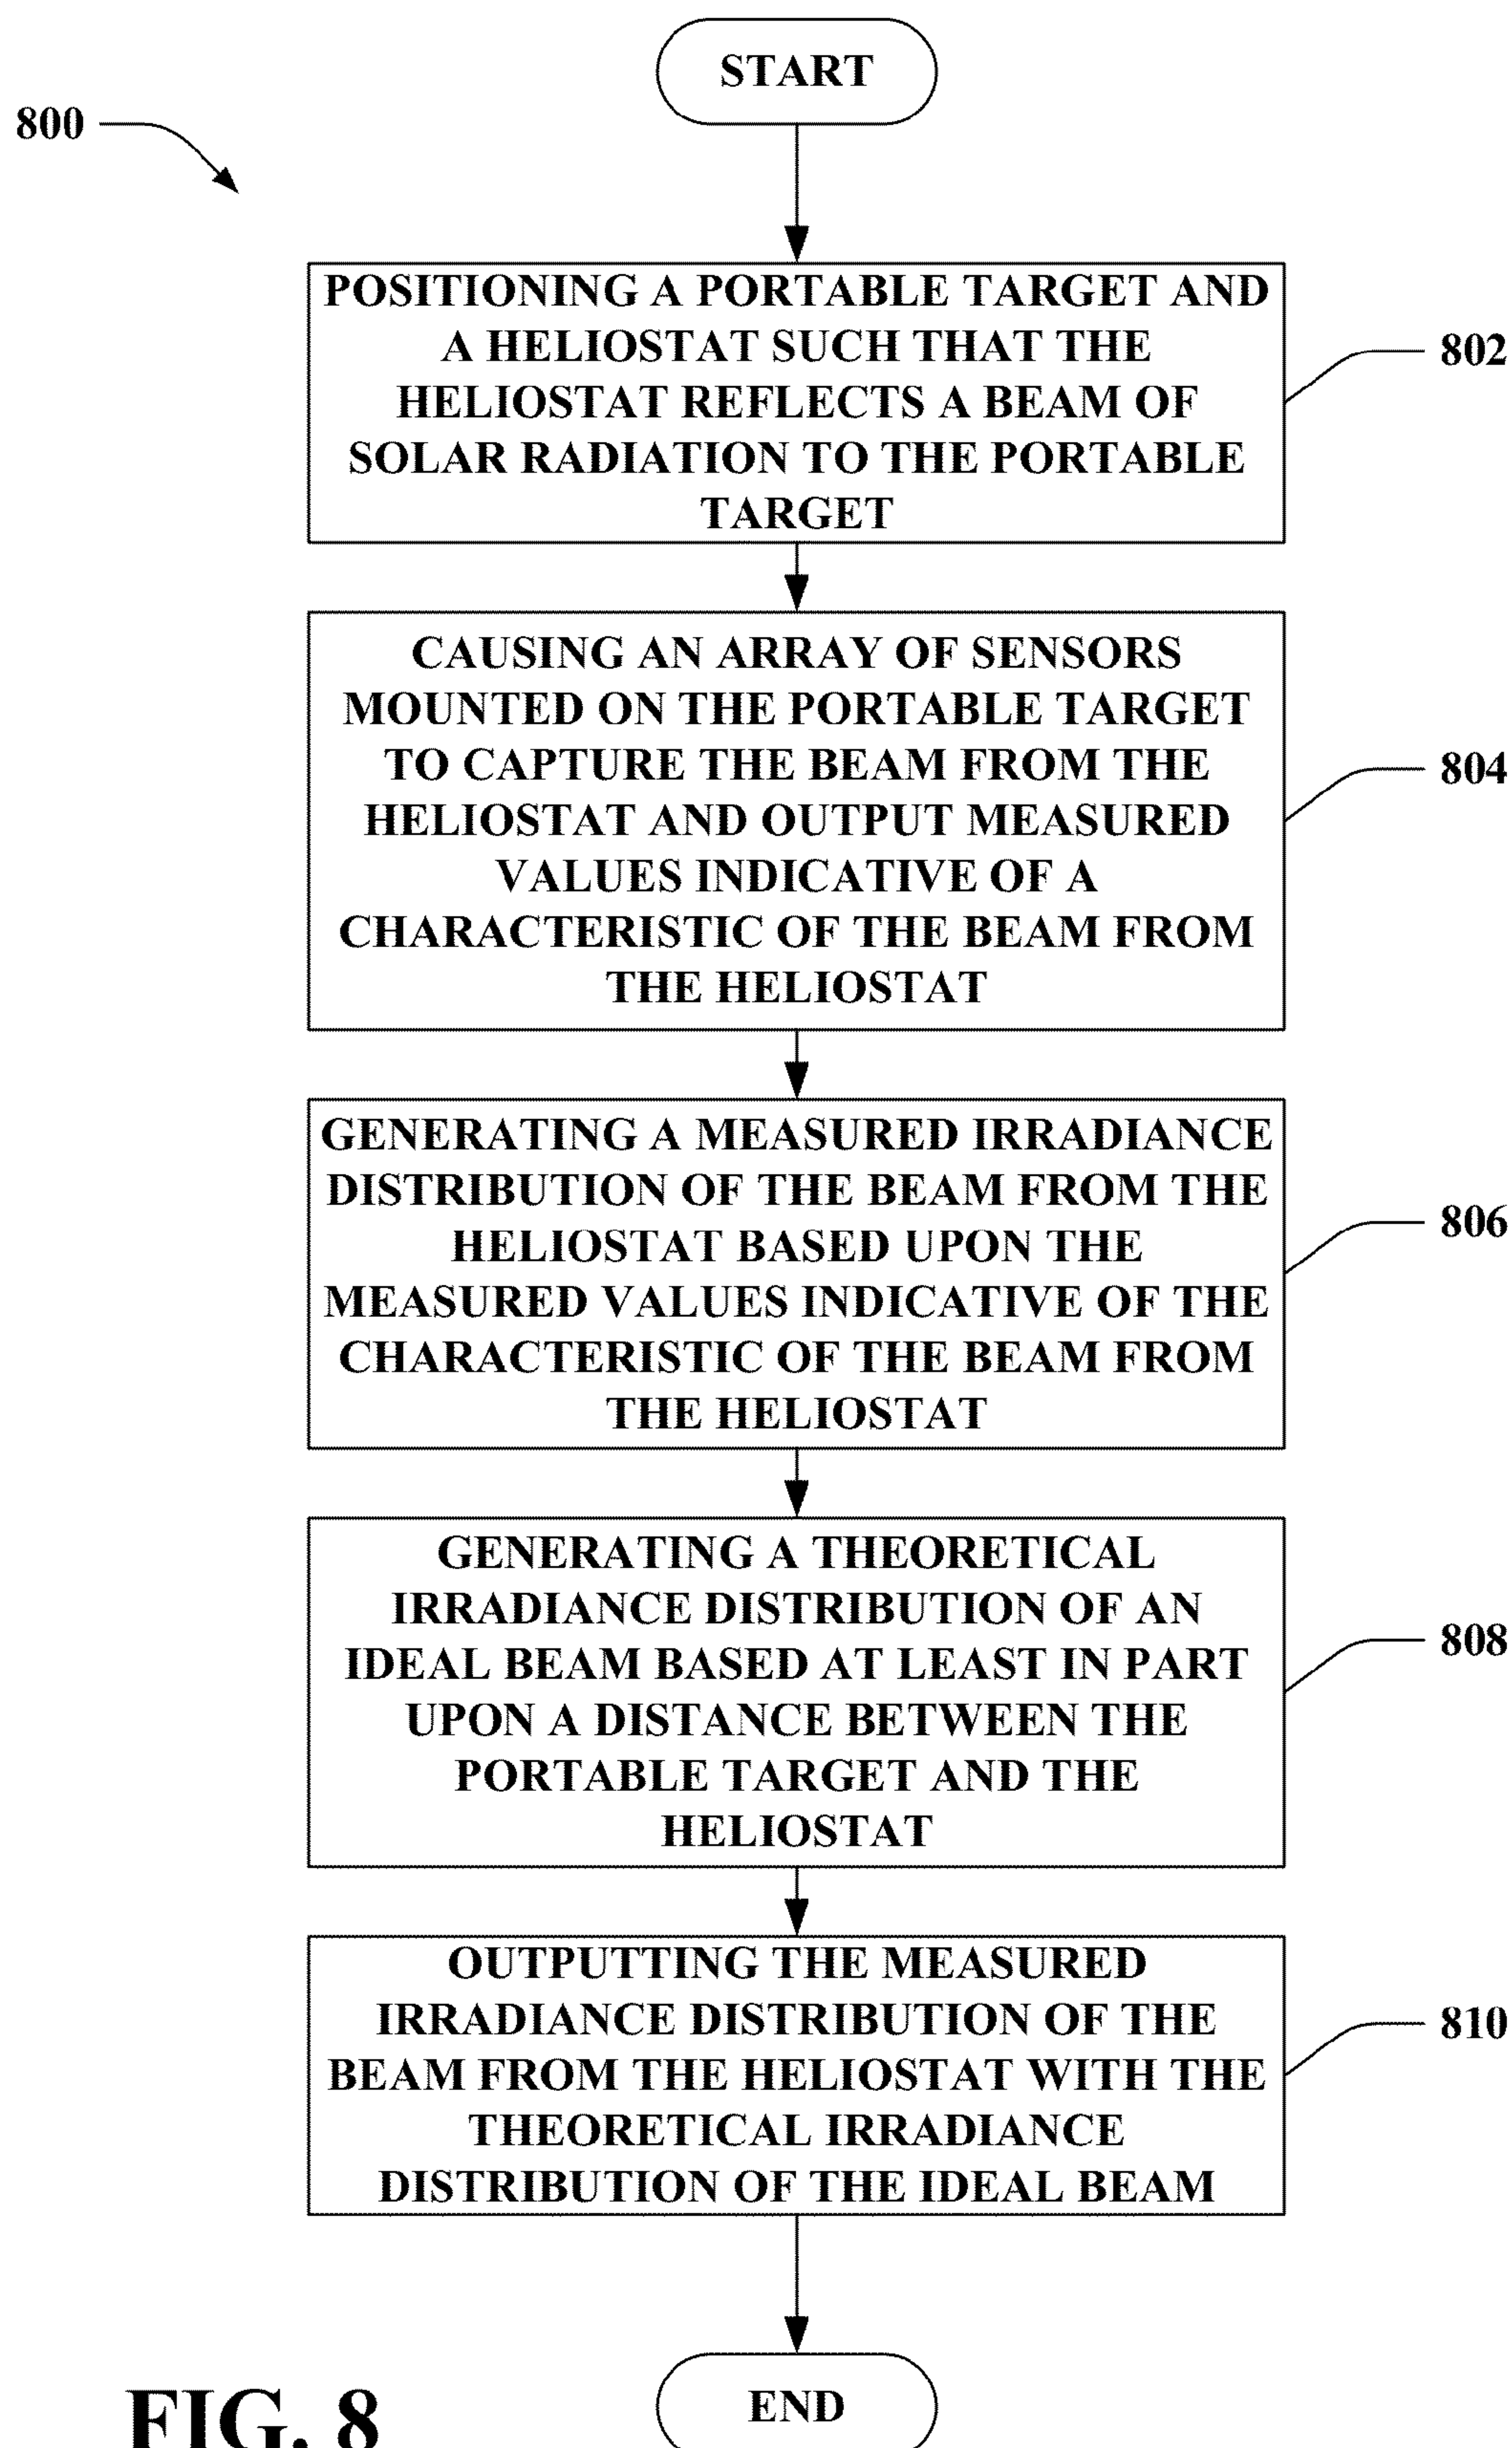 START
800
POSITIONING A PORTABLE TARGET AND
A HELIOSTAT SUCH THAT THE
HELIOSTAT REFLECTS A BEAM OF
SOLAR RADIATION TO THE PORTABLE
TARGET
802
CAUSING AN ARRAY OF SENSORS
MOUNTED ON THE PORTABLE TARGET
TO CAPTURE THE BEAM FROM THE
HELIOSTAT AND OUTPUT MEASURED
VALUES INDICATIVE OF A
CHARACTERISTIC OF THE BEAM FROM
THE HELIOSTAT
804
GENERATING A MEASURED IRRADIANCE
DISTRIBUTION OF THE BEAM FROM THE
HELIOSTAT BASED UPON THE
MEASURED VALUES INDICATIVE OF THE
CHARACTERISTIC OF THE BEAM FROM
THE HELIOSTAT
806
GENERATING A THEORETICAL
IRRADIANCE DISTRIBUTION OF AN
IDEAL BEAM BASED AT LEAST IN PART
UPON A DISTANCE BETWEEN THE
PORTABLE TARGET AND THE
HELIOSTAT
808
OUTPUTTING THE MEASURED
IRRADIANCE DISTRIBUTION OF THE
BEAM FROM THE HELIOSTAT WITH THE
THEORETICAL IRRADIANCE
DISTRIBUTION OF THE IDEAL BEAM
810
END
FIG. 8